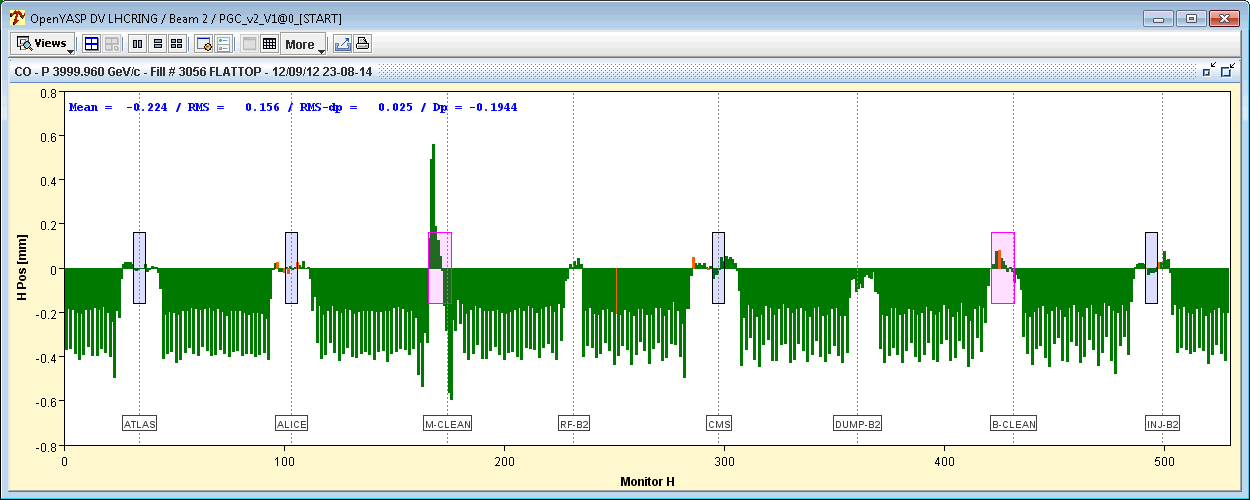 OpenYASP DV LHCRING / Beam 2 / PGC_v2_V1@0_[START]
Views More
CO - P 3999.960 GeV/c - Fill # 3056 FLATTOP - 12/09/12 23-08-14
Mean = -0.224 / RMS = 0.156 / RMS-dp = 0.025 / Dp = -0.1944
0.8
0.6
0.4
0.2
0
-0.2
-0.4
-0.6
-0.8
H Pos [mm]
ATLAS ALICE M-CLEAN RF-B2 CMS DUMP-B2 B-CLEAN INJ-B2
0 100 200 300 400 500
Monitor H